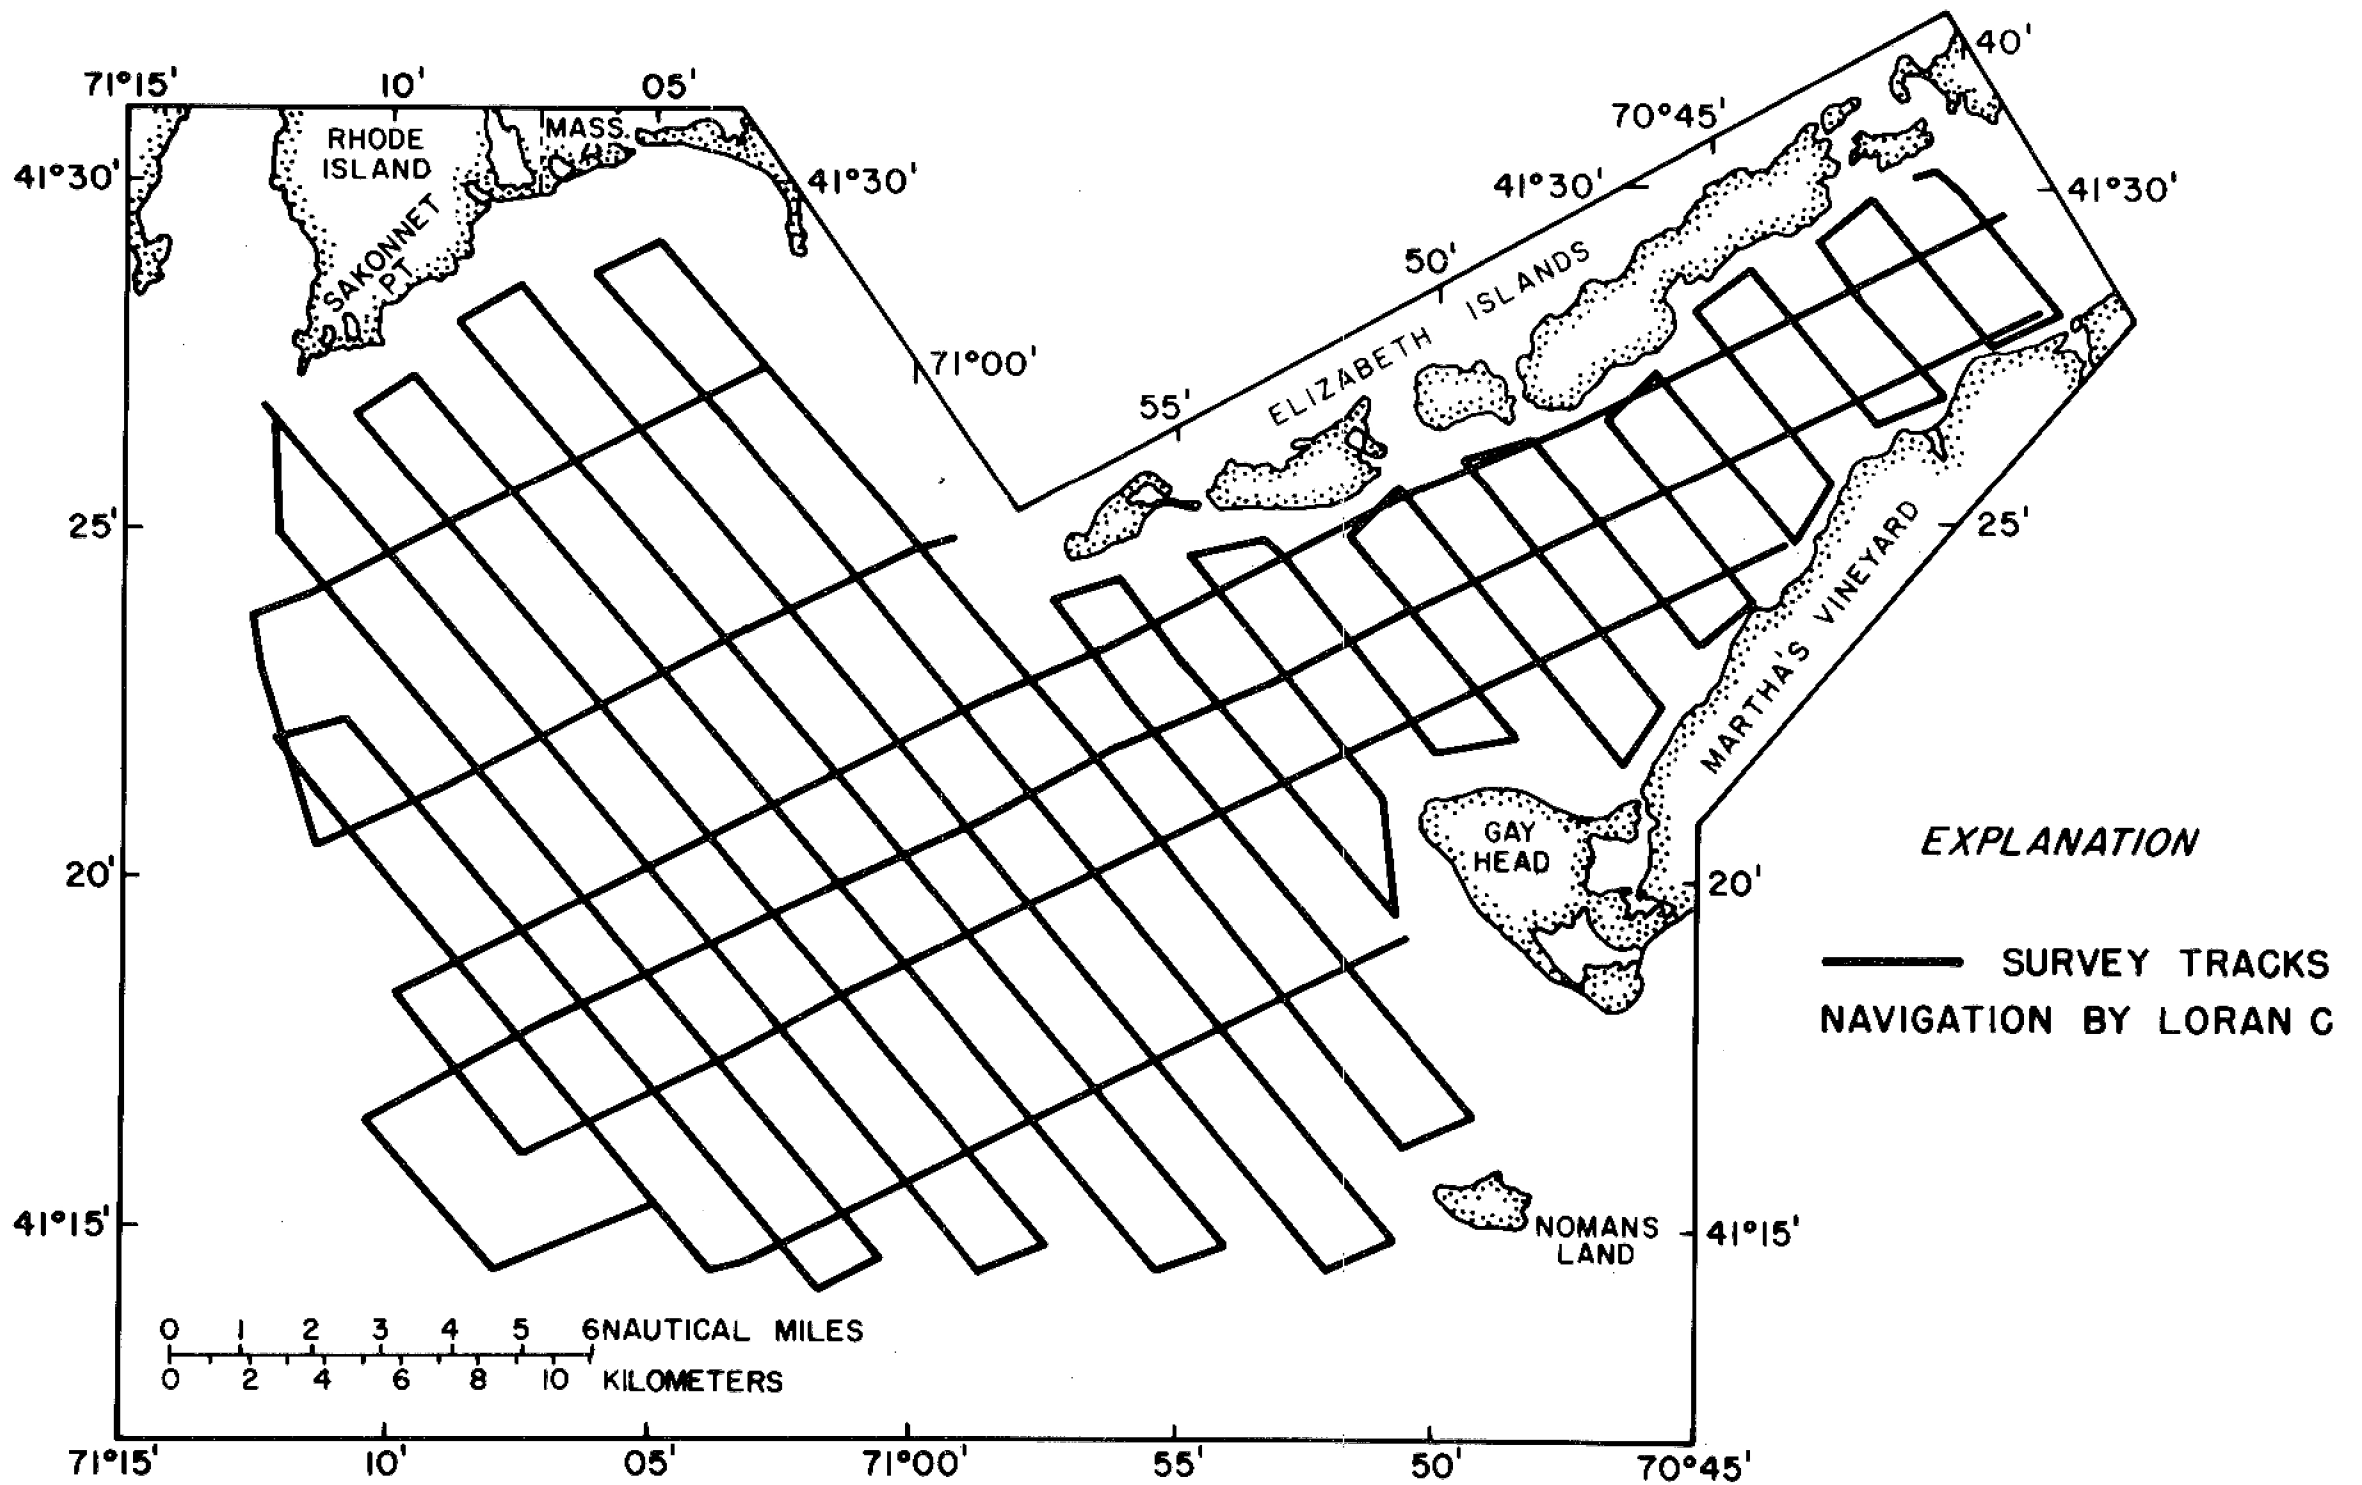 71°15'
10'
05'
40'
70°45'
RHODE
ISLAND
MASS.
41°30'
41°30'
41°30'
41°30'
SAKONNET
PT.
50'
ELIZABETH ISLANDS
71°00'
55'
25'
25'
MARTHA'S VINEYARD
GAY
HEAD
EXPLANATION
20'
20'
SURVEY TRACKS
NAVIGATION BY LORAN C
41°15'
NOMANS
LAND
41°15'
0 1 2 3 4 5 6 NAUTICAL MILES
0 2 4 6 8 10 KILOMETERS
71°15' 10' 05' 71°00' 55' 50' 70°45'